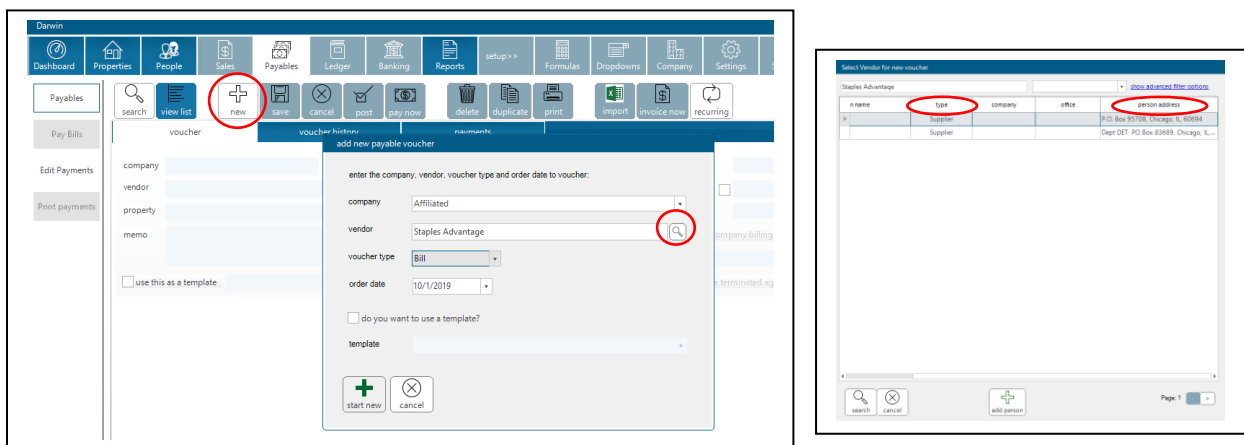 Darwin
Dashboard Properties People Sales Payables Ledger Banking Reports setup>> Formulas Dropdowns Company Settings
Payables
Pay Bills
Edit Payments
Print payments
search view list new save cancel post pay now delete duplicate print import invoice now recurring
voucher voucher history payments
company
vendor
property
memo
use this as a template
ompany billing
e terminated ag
add new payable voucher
enter the company, vendor, voucher type and order date to voucher:
company Affiliated
vendor Staples Advantage
voucher type Bill
order date 10/1/2019
do you want to use a template?
template
start new cancel
Select Vendor for new voucher
Staples Advantage show advanced filter options
n name type company office person address
Supplier P.O. Box 95708, Chicago, IL, 60694
Supplier Dept DET PO Box 83689, Chicago, IL,...
search cancel add person Page: 1 < >